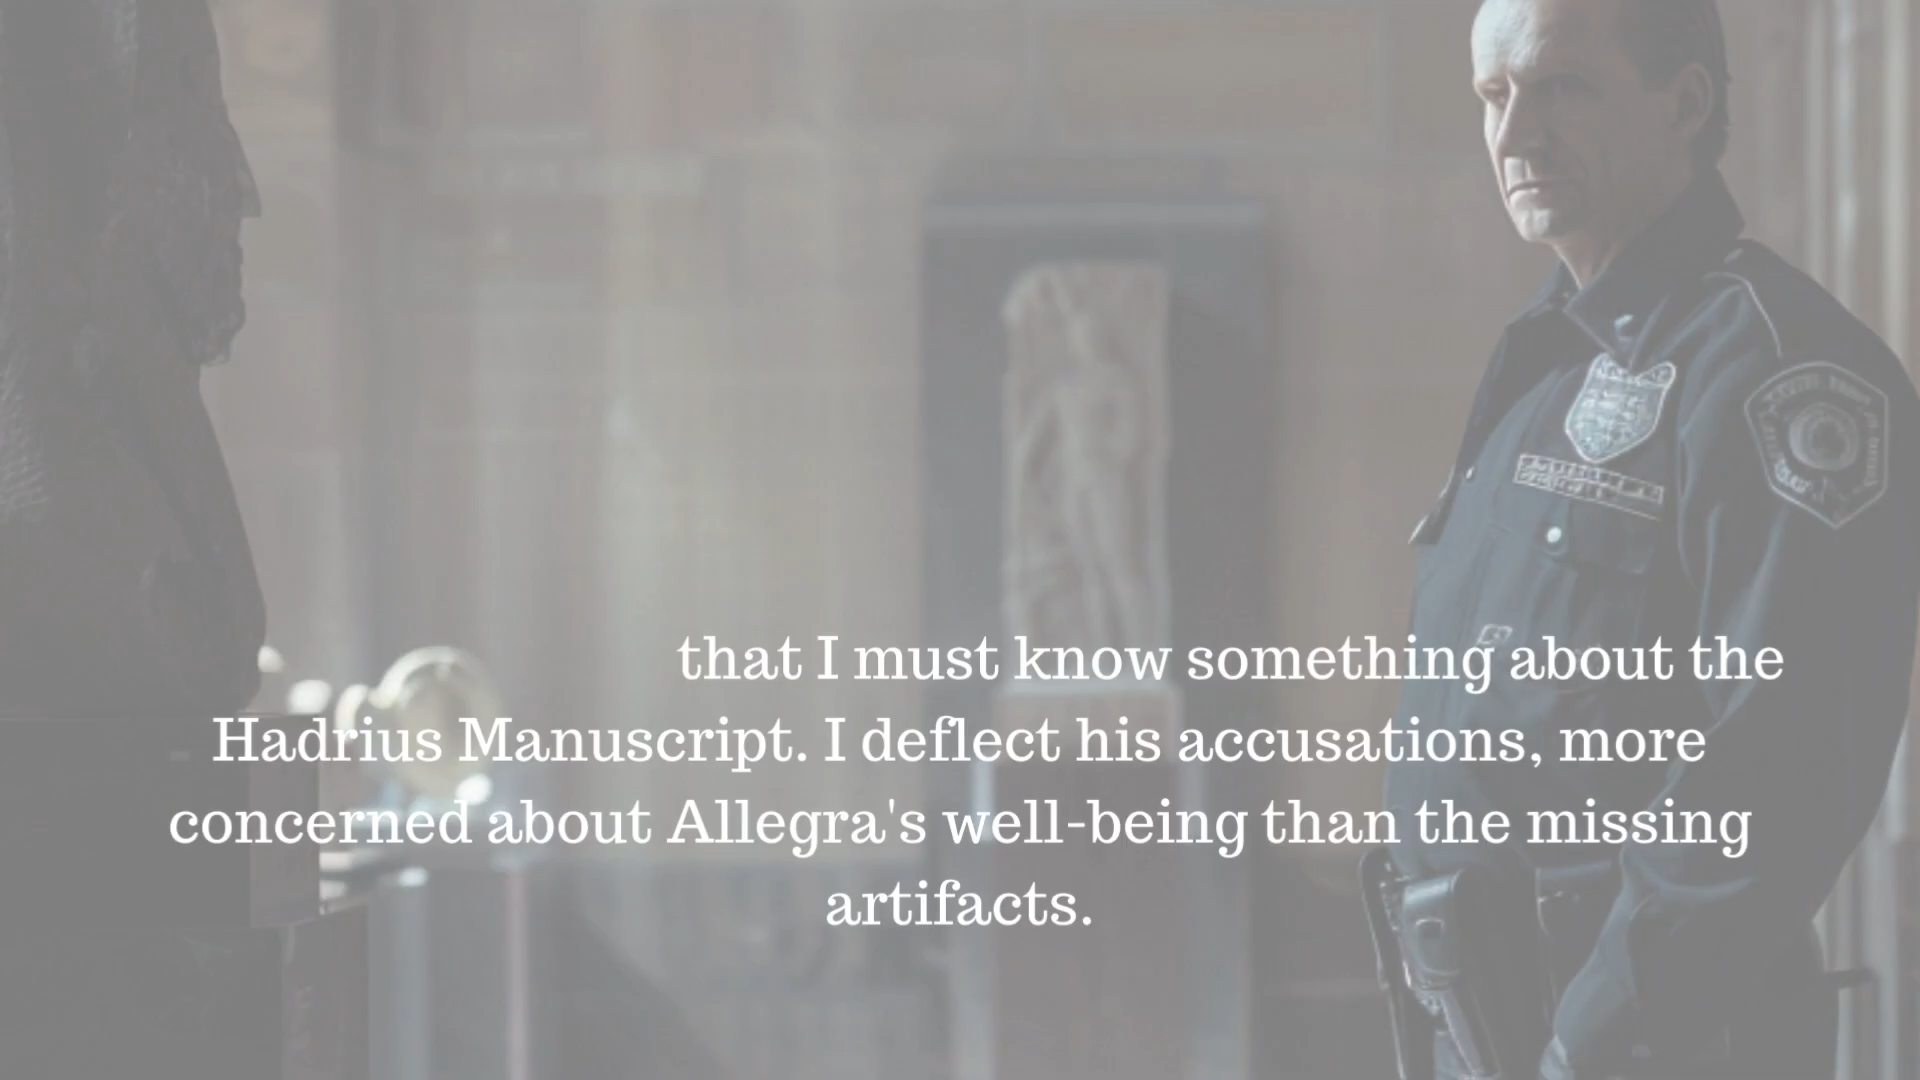 that I must know something about the
Hadrius Manuscript. I deflect his accusations, more
concerned about Allegra's well-being than the missing
artifacts.